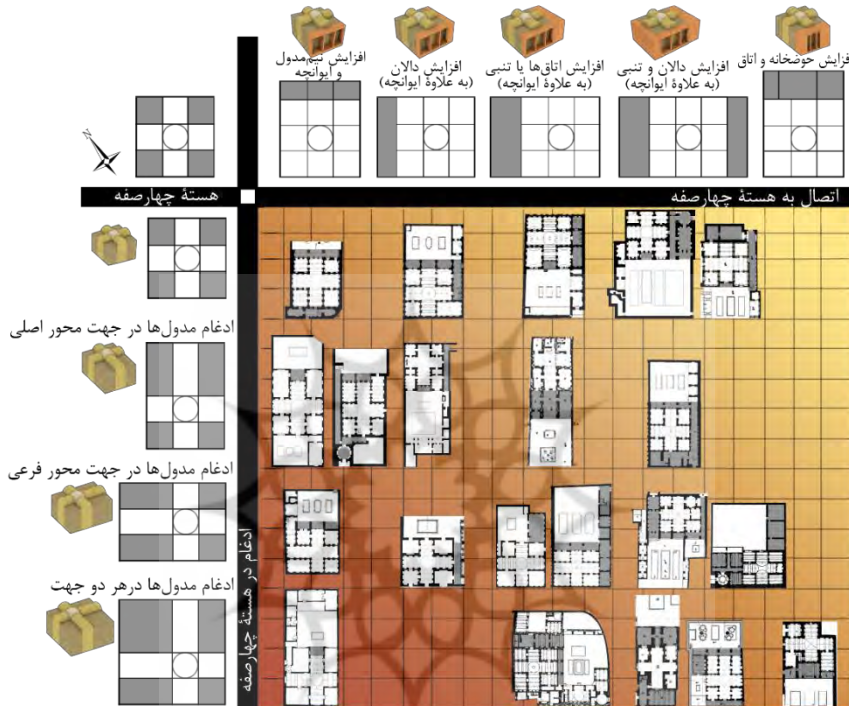 افزایش حوضخانه و اتاق
افزایش دالان و تنبی
(به علاوهٔ ایوانچه)
افزایش اتاق‌ها یا تنبی
(به علاوهٔ ایوانچه)
افزایش دالان
(به علاوهٔ ایوانچه)
افزایش نیم‌مدول
و ایوانچه
N
اتصال به هستهٔ چهارصفه
هستهٔ چهارصفه
ادغام مدول‌ها در جهت محور اصلی
ادغام مدول‌ها در جهت محور فرعی
ادغام مدول‌ها درهر دو جهت
ادغام در هستهٔ چهارصفه